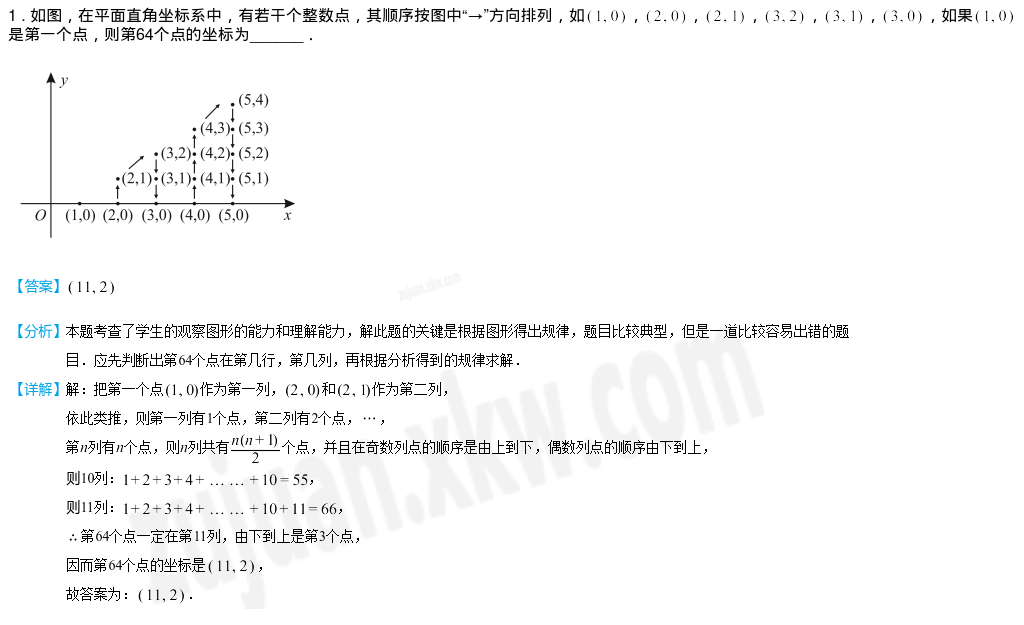 1．如图，在平面直角坐标系中，有若干个整数点，其顺序按图中“→”方向排列，如(1, 0)，(2, 0)，(2, 1)，(3, 2)，(3, 1)，(3, 0)，如果(1, 0)
是第一个点，则第64个点的坐标为______．
y
(5,4)
(4,3) (5,3)
(3,2) (4,2) (5,2)
(2,1) (3,1) (4,1) (5,1)
O (1,0) (2,0) (3,0) (4,0) (5,0) x
【答案】(11, 2)
zujuan.xkw.com
【分析】本题考查了学生的观察图形的能力和理解能力，解此题的关键是根据图形得出规律，题目比较典型，但是一道比较容易出错的题
目．应先判断出第64个点在第几行，第几列，再根据分析得到的规律求解．
【详解】解：把第一个点(1, 0)作为第一列，(2, 0)和(2, 1)作为第二列，
依此类推，则第一列有1个点，第二列有2个点，…，
第n列有n个点，则n列共有n(n+1)/2个点，并且在奇数列点的顺序是由上到下，偶数列点的顺序由下到上，
则10列：1+2+3+4+ … … +10=55，
则11列：1+2+3+4+ … … +10+11=66，
∴第64个点一定在第11列，由下到上是第3个点，
因而第64个点的坐标是(11, 2)，
故答案为：(11, 2)．
zujuan.xkw.com